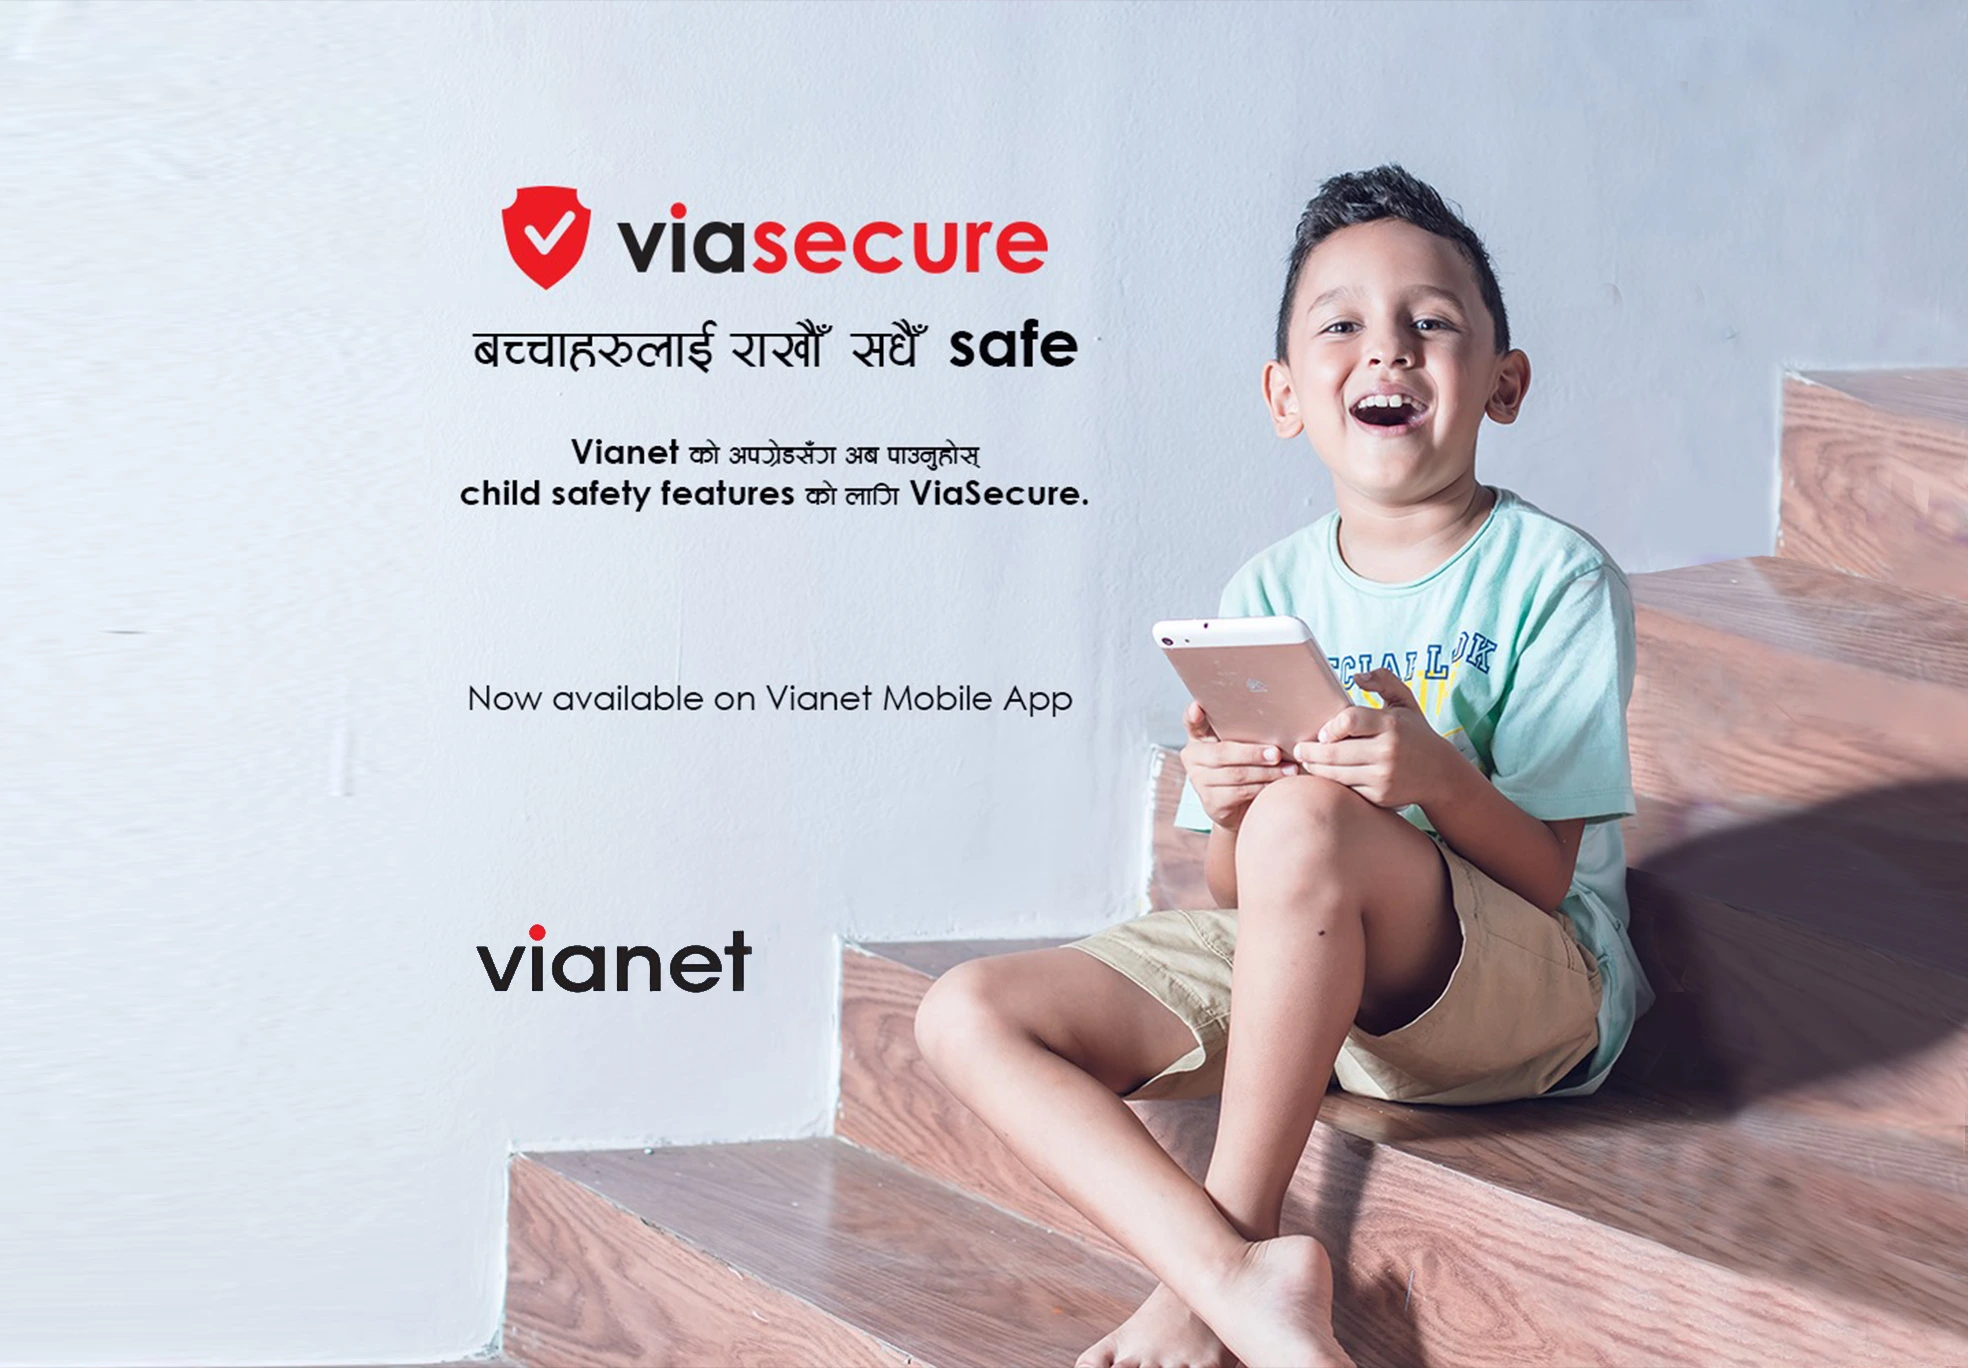 viasecure
बच्चाहरुलाई राखौँ सधैँ safe
Vianet को अपग्रेडसँग अब पाउनुहोस्
child safety features को लागि ViaSecure.
Now available on Vianet Mobile App
vianet